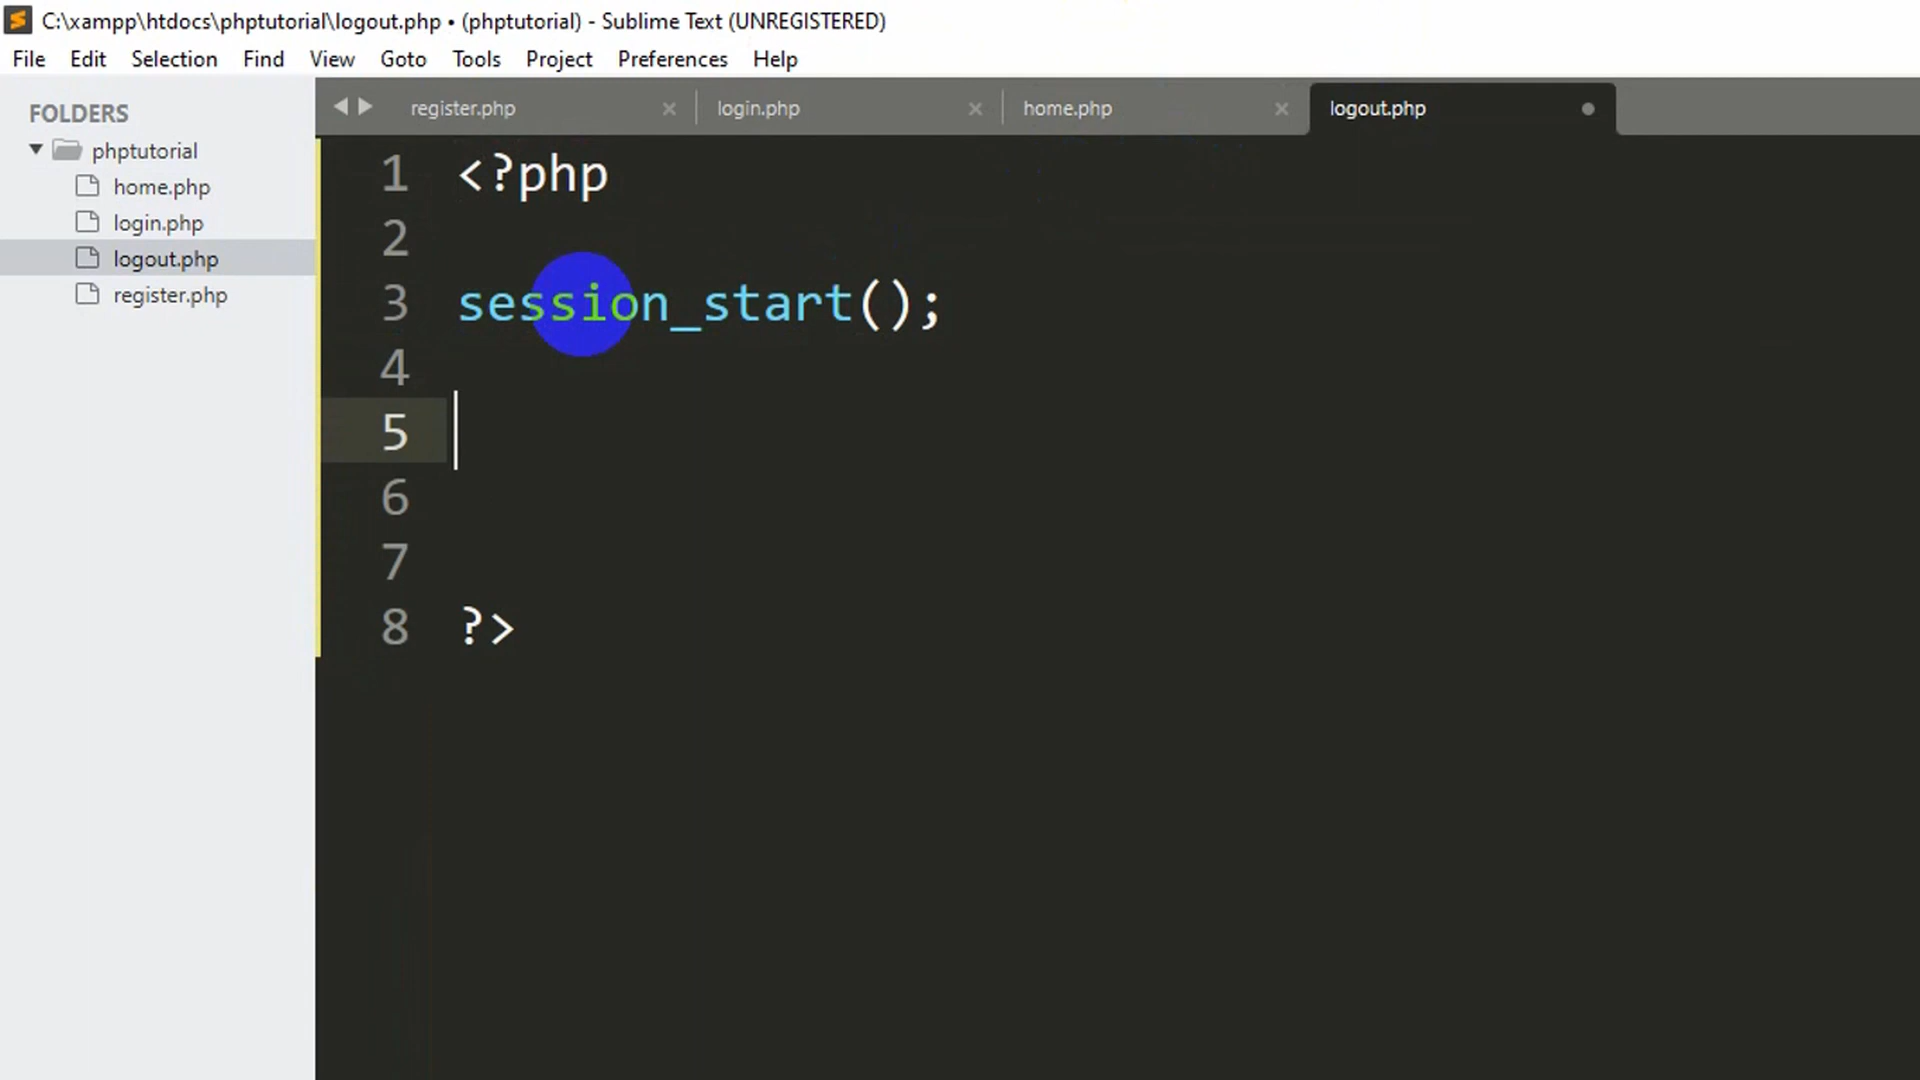 C:\xampp\htdocs\phptutorial\logout.php • (phptutorial) - Sublime Text (UNREGISTERED)
File Edit Selection Find View Goto Tools Project Preferences Help
FOLDERS
phptutorial
home.php
login.php
logout.php
register.php
register.php × login.php × home.php × logout.php
1 <?php
2
3 session_start();
4
5
6
7
8 ?>